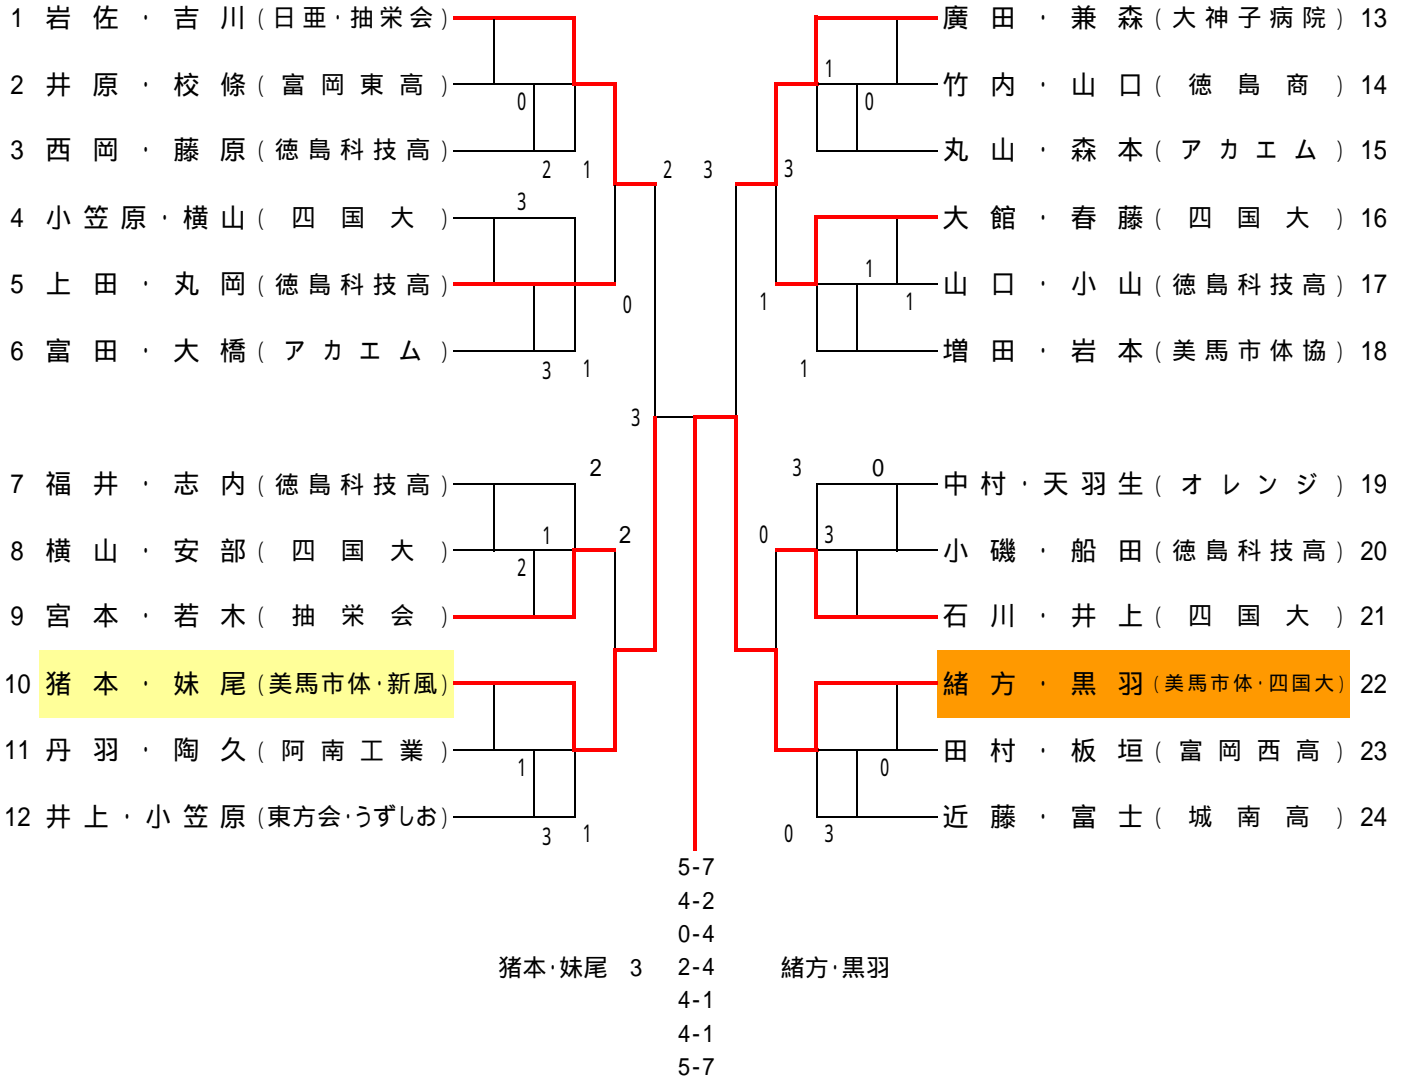 1 岩佐・吉川(日亜・抽栄会)
0
2 井原・校條(富岡東高)
3 西岡・藤原(徳島科技高)
2 1
3
4 小笠原・横山(四国大)
5 上田・丸岡(徳島科技高)
0
6 富田・大橋(アカエム)
3 1
2 3
3
2
7 福井・志内(徳島科技高)
1 2
8 横山・安部(四国大)
2
9 宮本・若木(抽栄会)
10 猪本・妹尾(美馬市体・新風)
11 丹羽・陶久(阿南工業)
1
12 井上・小笠原(東方会・うずしお)
3 1
廣田・兼森(大神子病院) 13
1
竹内・山口(徳島商) 14
0
丸山・森本(アカエム) 15
3
大館・春藤(四国大) 16
1
山口・小山(徳島科技高) 17
1 1
増田・岩本(美馬市体協) 18
1
3 0
中村・天羽生(オレンジ) 19
0 3
小磯・船田(徳島科技高) 20
石川・井上(四国大) 21
緒方・黒羽(美馬市体・四国大) 22
田村・板垣(富岡西高) 23
0
近藤・富士(城南高) 24
0 3
5-7
4-2
0-4
猪本・妹尾 3 2-4 緒方・黒羽
4-1
4-1
5-7